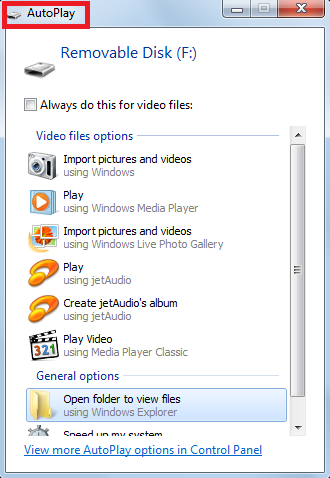 AutoPlay
Removable Disk (F:)
Always do this for video files:
Video files options
Import pictures and videos
using Windows
Play
using Windows Media Player
Import pictures and videos
using Windows Live Photo Gallery
Play
using jetAudio
Create jetAudio's album
using jetAudio
Play Video
using Media Player Classic
General options
Open folder to view files
using Windows Explorer
Speed up my system
View more AutoPlay options in Control Panel